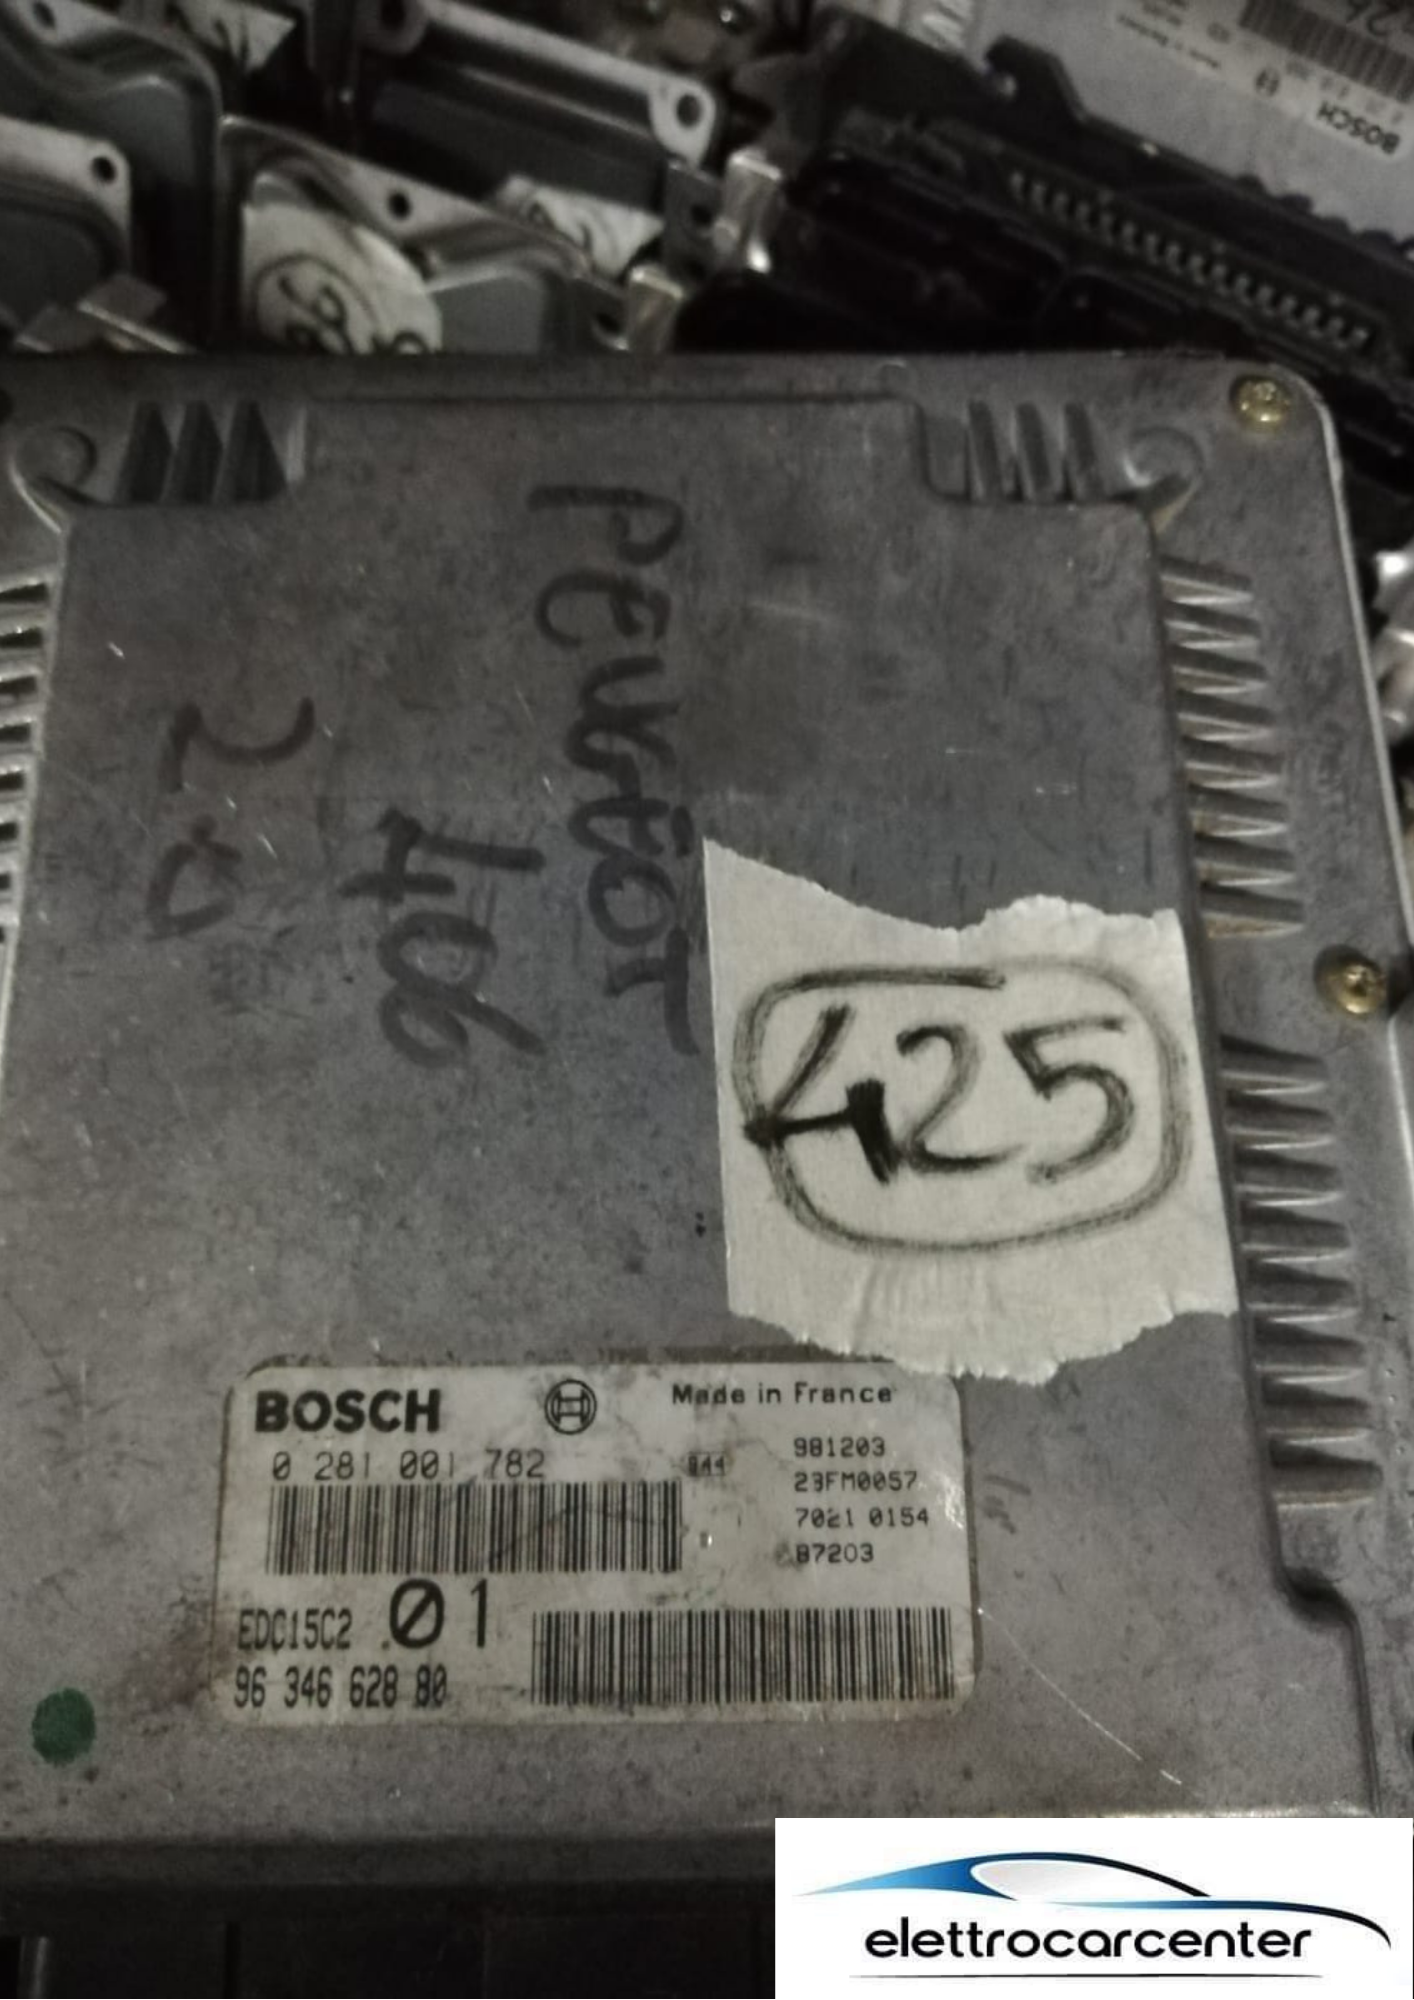 BOSCH
PEUGEOT
406
2.0
425
BOSCH
Made in France
0 281 001 782
844
981203
23FM0057
7021 0154
87203
EDC15C2 .01
96 346 628 80
elettrocarcenter